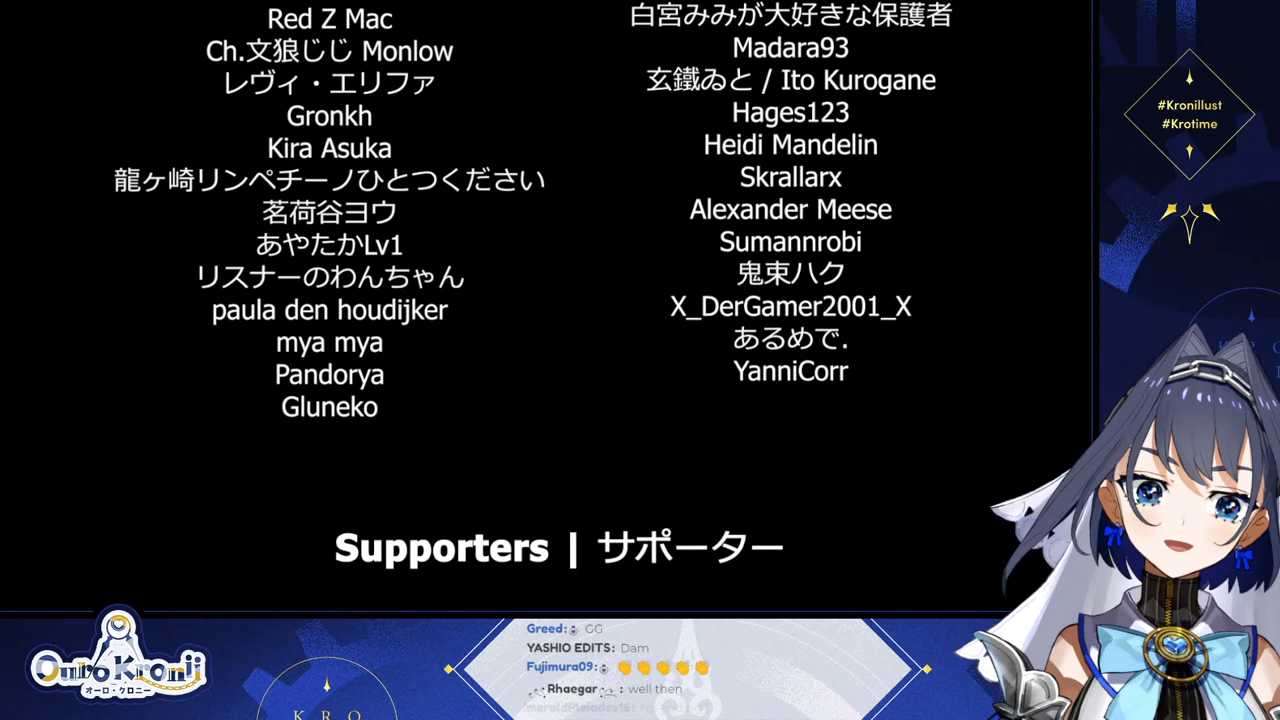 Red Z Mac
Ch.文狼じじ Monlow
レヴィ・エリファ
Gronkh
Kira Asuka
龍ヶ崎リンペチーノひとつください
茗荷谷ヨウ
あやたかLv1
リスナーのわんちゃん
paula den houdijker
mya mya
Pandorya
Gluneko
白宮みみが大好きな保護者
Madara93
玄鐵ゐと / Ito Kurogane
Hages123
Heidi Mandelin
Skrallarx
Alexander Meese
Sumannrobi
鬼束ハク
X_DerGamer2001_X
あるめで.
YanniCorr
Supporters | サポーター
#Kronillust
#Krotime
Ouro Kronii
オーロ・クロニー
K R O
Greed: GG
YASHIO EDITS: Dam
Fujimura09: 👏👏👏👏👏
Rhaegar : well then